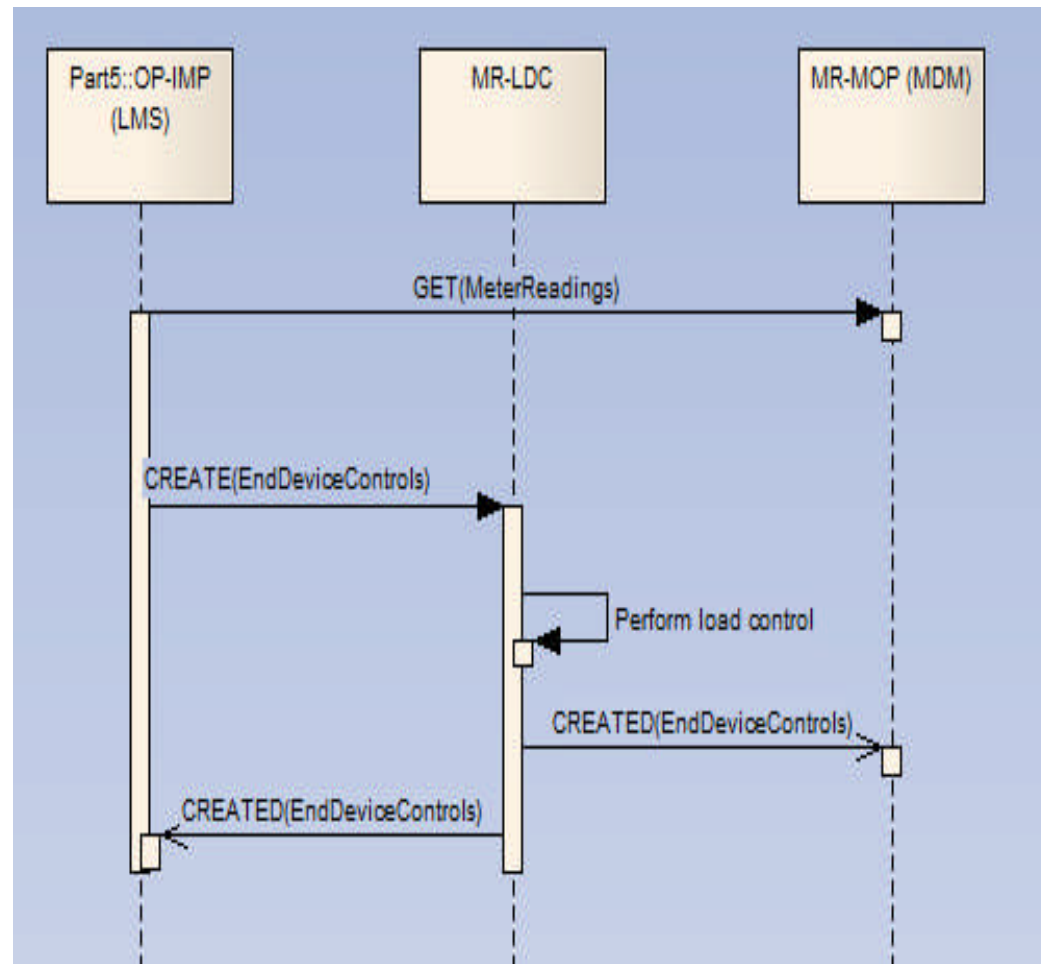 Part5::OP-IMP
(LMS)
MR-LDC
MR-MOP (MDM)
GET(MeterReadings)
CREATE(EndDeviceControls)
Perform load control
CREATED(EndDeviceControls)
CREATED(EndDeviceControls)